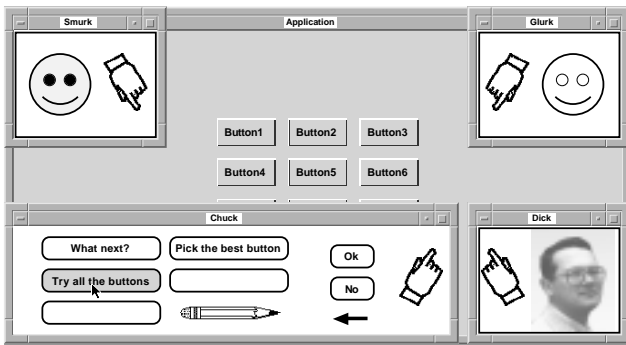 Smurk
Application
Glurk
Button1 Button2 Button3
Button4 Button5 Button6
Chuck
Dick
What next? Pick the best button
Ok
Try all the buttons
No